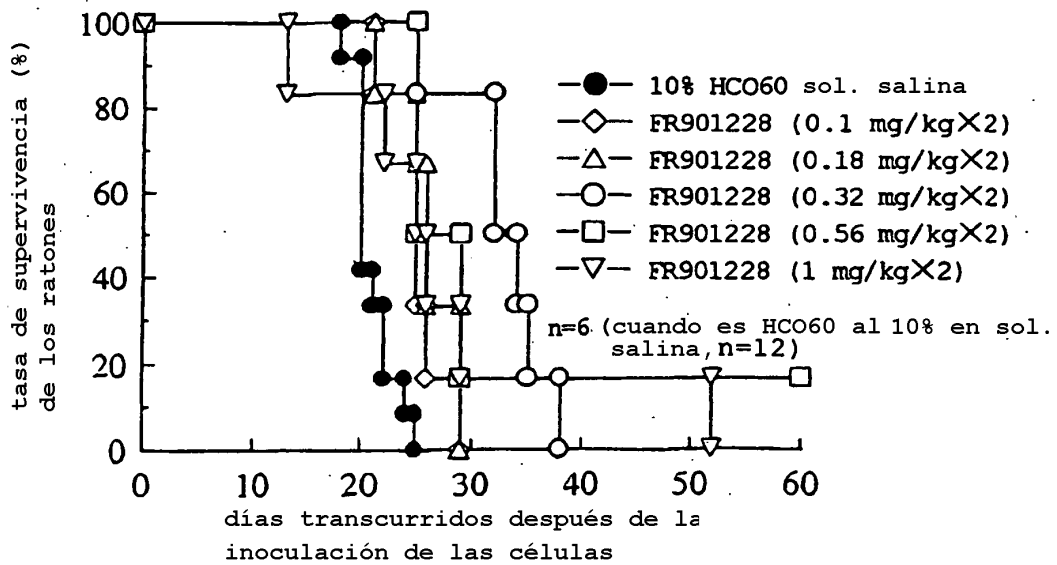 tasa de supervivencia (%)
de los ratones
100
80
60
40
20
0
10% HCO60 sol. salina
FR901228 (0.1 mg/kg×2)
FR901228 (0.18 mg/kg×2)
FR901228 (0.32 mg/kg×2)
FR901228 (0.56 mg/kg×2)
FR901228 (1 mg/kg×2)
n=6 (cuando es HCO60 al 10% en sol.
salina, n=12)
0 10 20 30 40 50 60
días transcurridos después de la
inoculación de las células